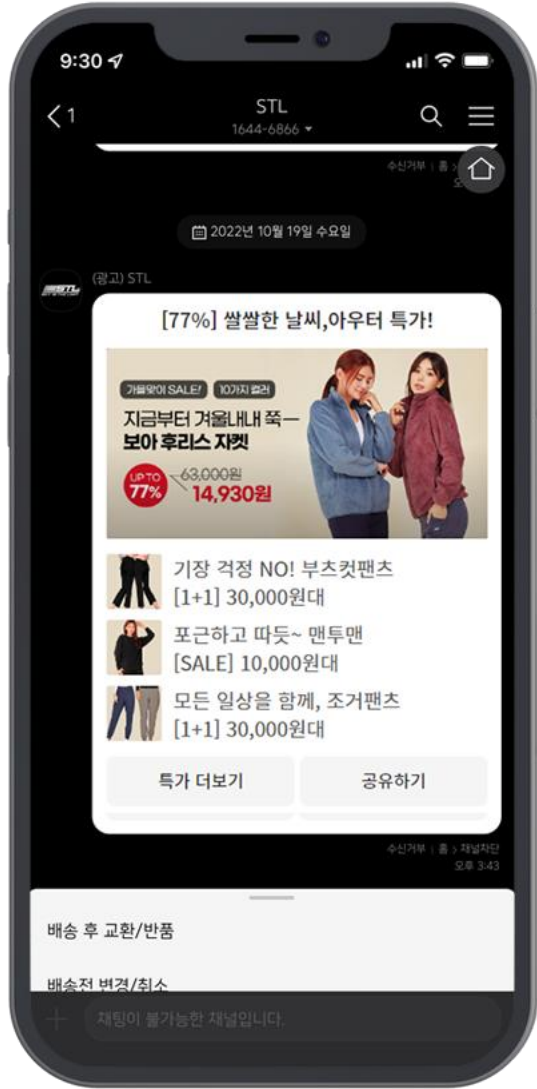 9:30
1
STL
1644-6866
수신거부 | 홈 >
오
2022년 10월 19일 수요일
STL
(광고) STL
[77%] 쌀쌀한 날씨,아우터 특가!
가을맞이 SALE! 10가지 컬러
지금부터 겨울내내 쭉—
보아 후리스 자켓
UP TO
77%
63,000원
14,930원
기장 걱정 NO! 부츠컷팬츠
[1+1] 30,000원대
포근하고 따듯~ 맨투맨
[SALE] 10,000원대
모든 일상을 함께, 조거팬츠
[1+1] 30,000원대
특가 더보기
공유하기
수신거부 | 홈 > 채널차단
오후 3:43
배송 후 교환/반품
배송전 변경/취소
채팅이 불가능한 채널입니다.